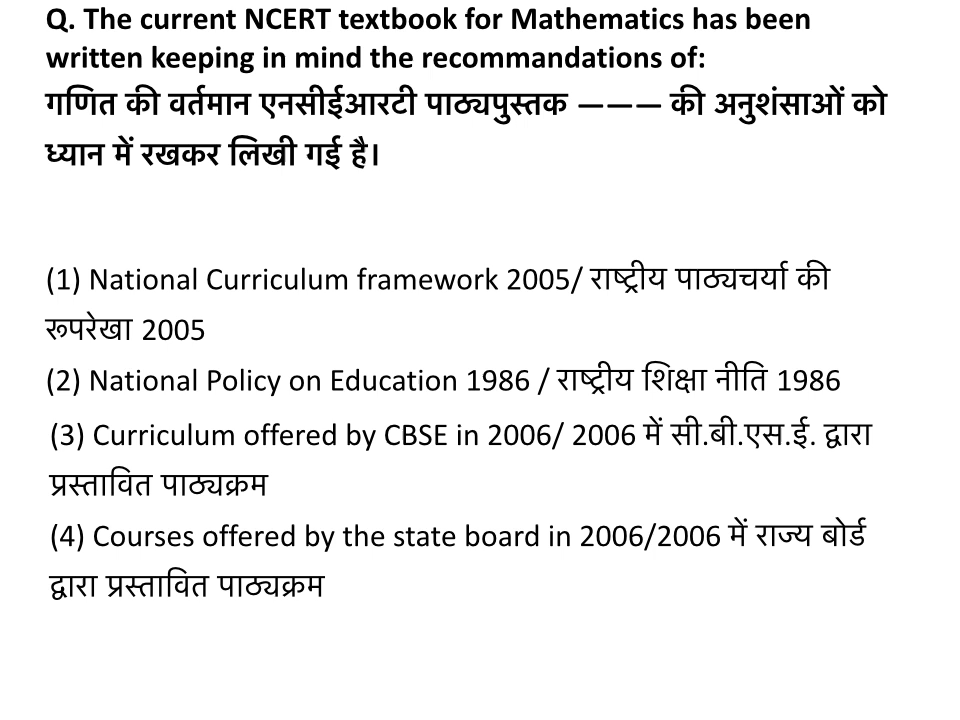 Q. The current NCERT textbook for Mathematics has been
written keeping in mind the recommandations of:
गणित की वर्तमान एनसीईआरटी पाठ्यपुस्तक ——— की अनुशंसाओं को
ध्यान में रखकर लिखी गई है।
(1) National Curriculum framework 2005/ राष्ट्रीय पाठ्यचर्या की
रूपरेखा 2005
(2) National Policy on Education 1986 / राष्ट्रीय शिक्षा नीति 1986
(3) Curriculum offered by CBSE in 2006/ 2006 में सी.बी.एस.ई. द्वारा
प्रस्तावित पाठ्यक्रम
(4) Courses offered by the state board in 2006/2006 में राज्य बोर्ड
द्वारा प्रस्तावित पाठ्यक्रम